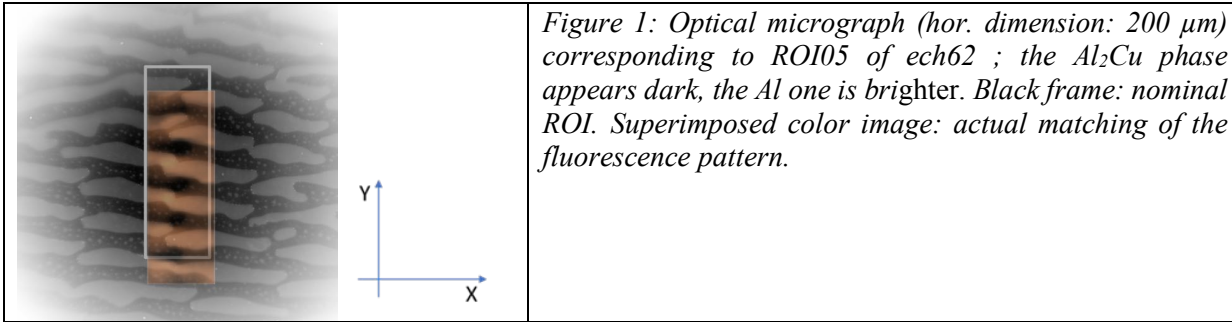 Figure 1: Optical micrograph (hor. dimension: 200 µm)
corresponding to ROI05 of ech62 ; the Al₂Cu phase
appears dark, the Al one is brighter. Black frame: nominal
ROI. Superimposed color image: actual matching of the
fluorescence pattern.
Y
X